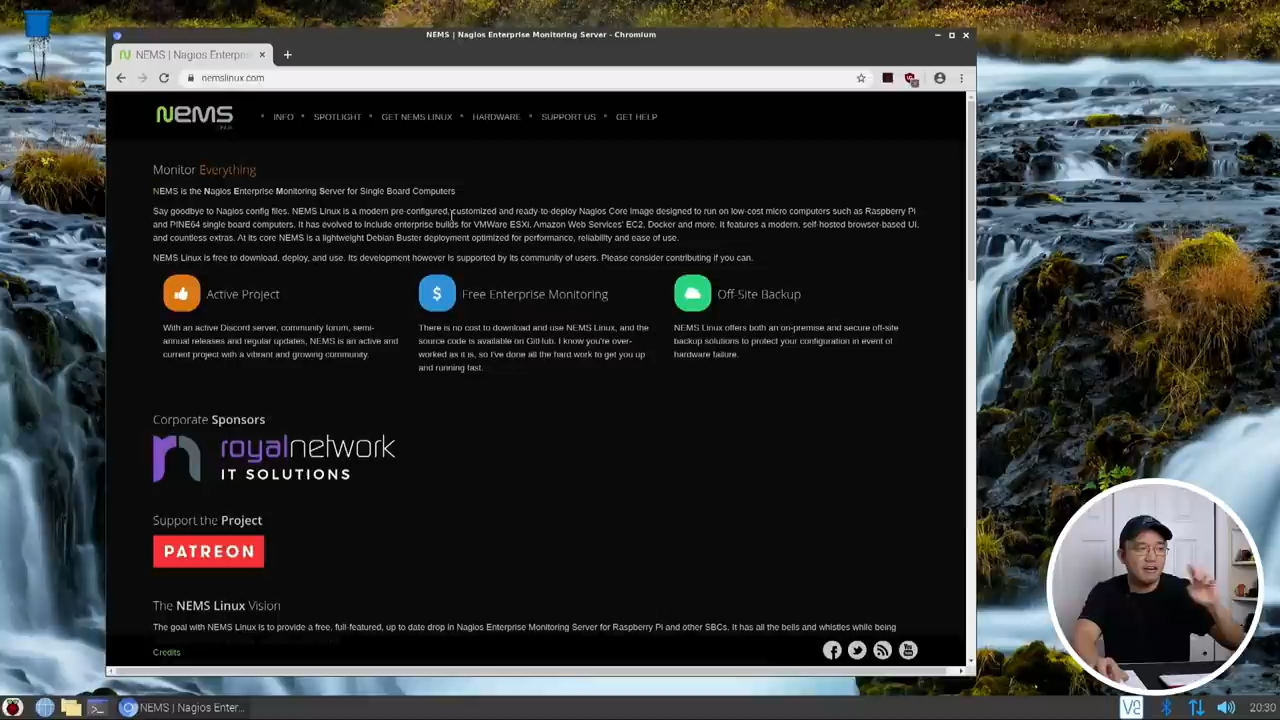 NEMS | Nagios Enterprise Monitoring Server - Chromium
NEMS | Nagios Enterpris
nemslinux.com
NEMS
LINUX
INFO
SPOTLIGHT
GET NEMS LINUX
HARDWARE
SUPPORT US
GET HELP
Monitor Everything
NEMS is the Nagios Enterprise Monitoring Server for Single Board Computers
Say goodbye to Nagios config files. NEMS Linux is a modern pre-configured, customized and ready-to-deploy Nagios Core image designed to run on low-cost micro computers such as Raspberry Pi
and PINE64 single board computers. It has evolved to include enterprise builds for VMWare ESXi, Amazon Web Services' EC2, Docker and more. It features a modern, self-hosted browser-based UI,
and countless extras. At its core NEMS is a lightweight Debian Buster deployment optimized for performance, reliability and ease of use.
NEMS Linux is free to download, deploy, and use. Its development however is supported by its community of users. Please consider contributing if you can.
Active Project
With an active Discord server, community forum, semi-
annual releases and regular updates, NEMS is an active and
current project with a vibrant and growing community.
$
Free Enterprise Monitoring
There is no cost to download and use NEMS Linux, and the
source code is available on GitHub. I know you're over-
worked as it is, so I've done all the hard work to get you up
and running fast.
Off-Site Backup
NEMS Linux offers both an on-premise and secure off-site
backup solutions to protect your configuration in event of
hardware failure.
Corporate Sponsors
royalnetwork
IT SOLUTIONS
Support the Project
PATREON
The NEMS Linux Vision
The goal with NEMS Linux is to provide a free, full-featured, up to date drop in Nagios Enterprise Monitoring Server for Raspberry Pi and other SBCs. It has all the bells and whistles while being
Credits
NEMS | Nagios Enter...
20:30